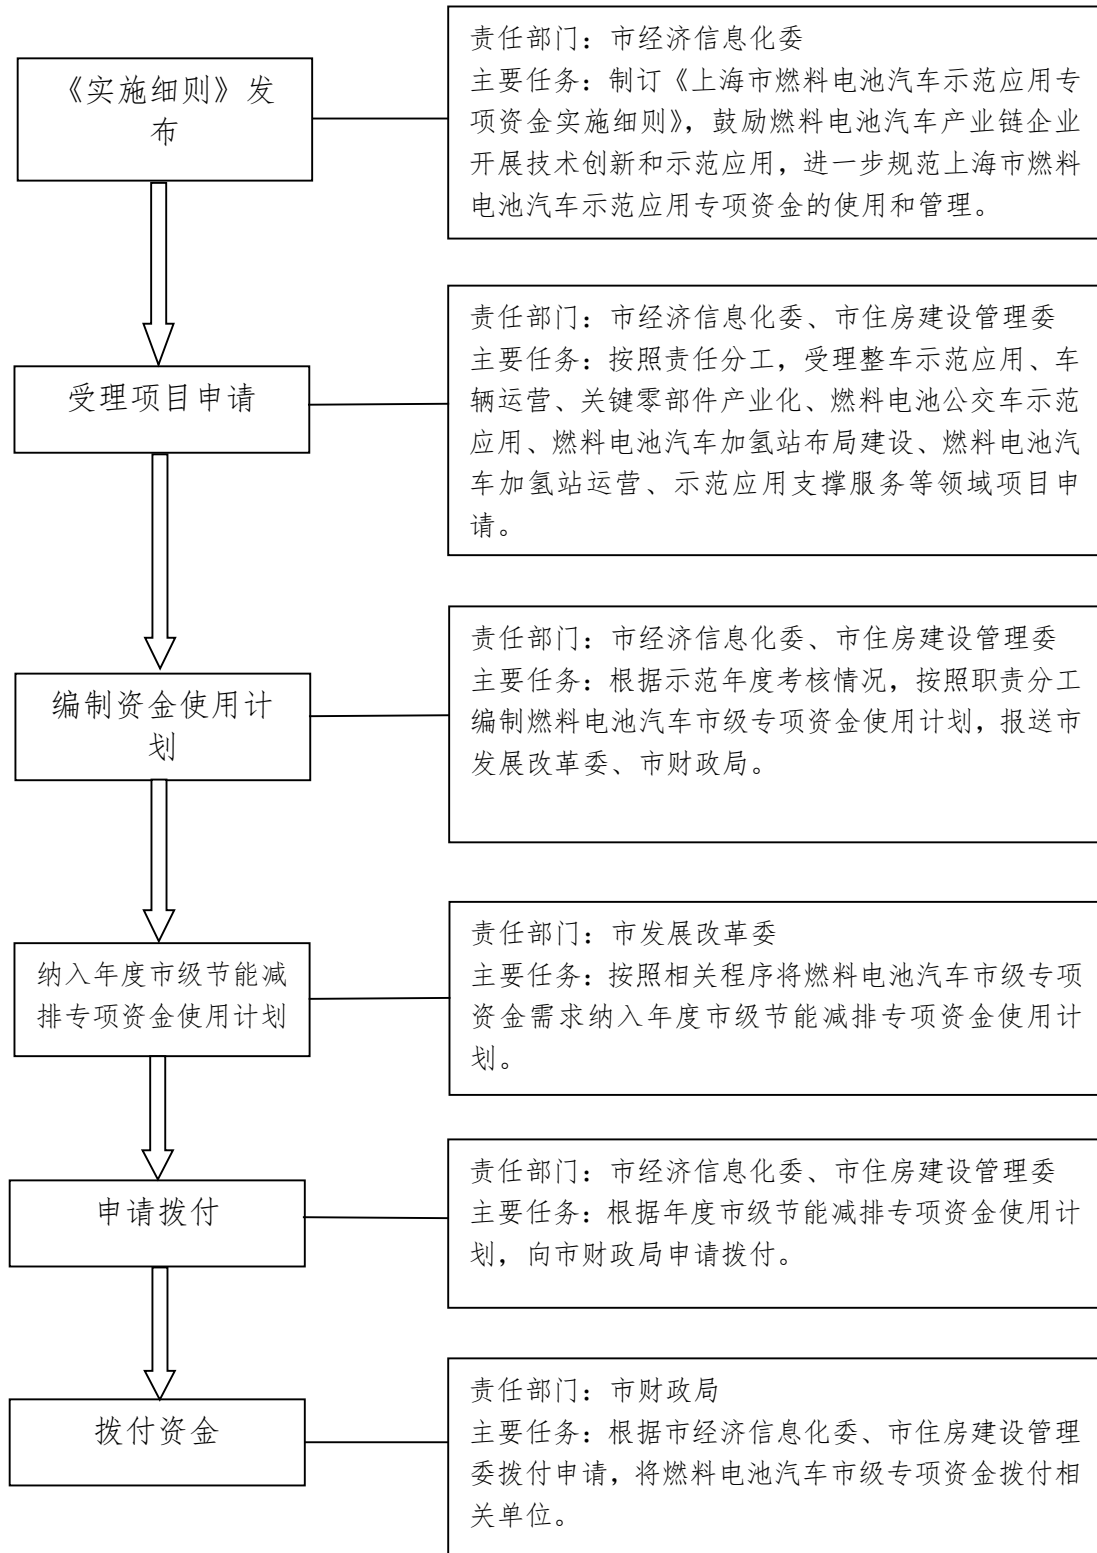 《实施细则》发
布
责任部门：市经济信息化委
主要任务：制订《上海市燃料电池汽车示范应用专
项资金实施细则》，鼓励燃料电池汽车产业链企业
开展技术创新和示范应用，进一步规范上海市燃料
电池汽车示范应用专项资金的使用和管理。
受理项目申请
责任部门：市经济信息化委、市住房建设管理委
主要任务：按照责任分工，受理整车示范应用、车
辆运营、关键零部件产业化、燃料电池公交车示范
应用、燃料电池汽车加氢站布局建设、燃料电池汽
车加氢站运营、示范应用支撑服务等领域项目申
请。
编制资金使用计
划
责任部门：市经济信息化委、市住房建设管理委
主要任务：根据示范年度考核情况，按照职责分工
编制燃料电池汽车市级专项资金使用计划，报送市
发展改革委、市财政局。
纳入年度市级节能减
排专项资金使用计划
责任部门：市发展改革委
主要任务：按照相关程序将燃料电池汽车市级专项
资金需求纳入年度市级节能减排专项资金使用计
划。
申请拨付
责任部门：市经济信息化委、市住房建设管理委
主要任务：根据年度市级节能减排专项资金使用计
划，向市财政局申请拨付。
拨付资金
责任部门：市财政局
主要任务：根据市经济信息化委、市住房建设管理
委拨付申请，将燃料电池汽车市级专项资金拨付相
关单位。